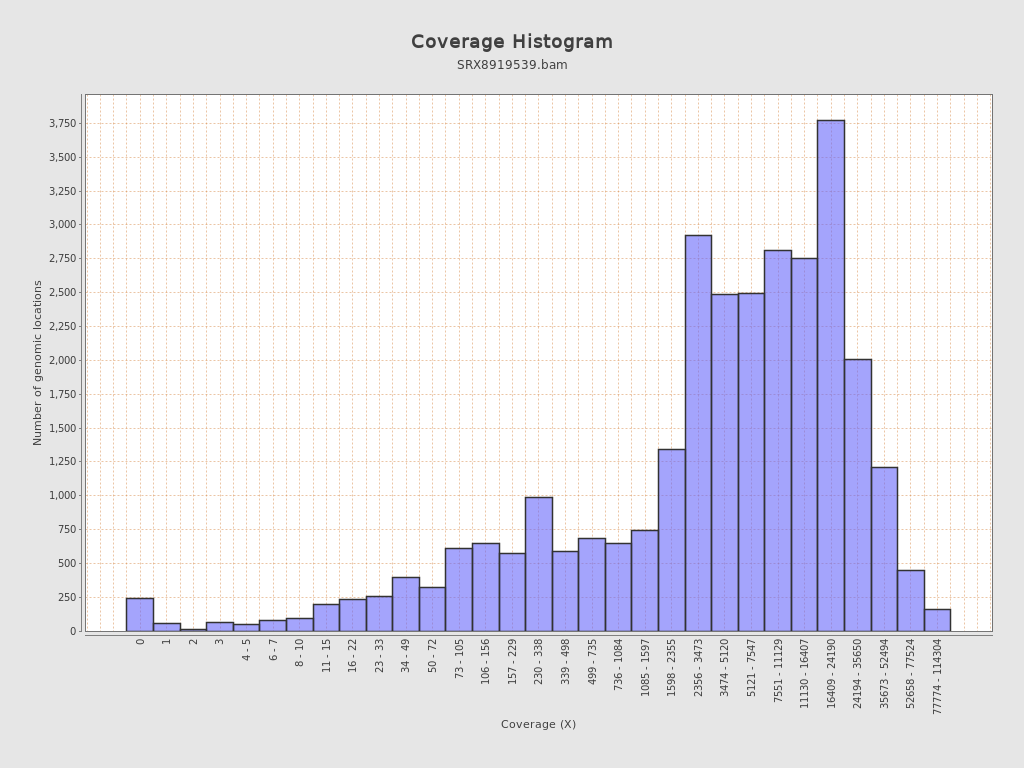 Coverage Histogram
SRX8919539.bam
Number of genomic locations
3,750
3,500
3,250
3,000
2,750
2,500
2,250
2,000
1,750
1,500
1,250
1,000
750
500
250
0
0
1
2
3
4 - 5
6 - 7
8 - 10
11 - 15
16 - 22
23 - 33
34 - 49
50 - 72
73 - 105
106 - 156
157 - 229
230 - 338
339 - 498
499 - 735
736 - 1084
1085 - 1597
1598 - 2355
2356 - 3473
3474 - 5120
5121 - 7547
7551 - 11129
11130 - 16407
16409 - 24190
24194 - 35650
35673 - 52494
52658 - 77524
77774 - 114304
Coverage (X)